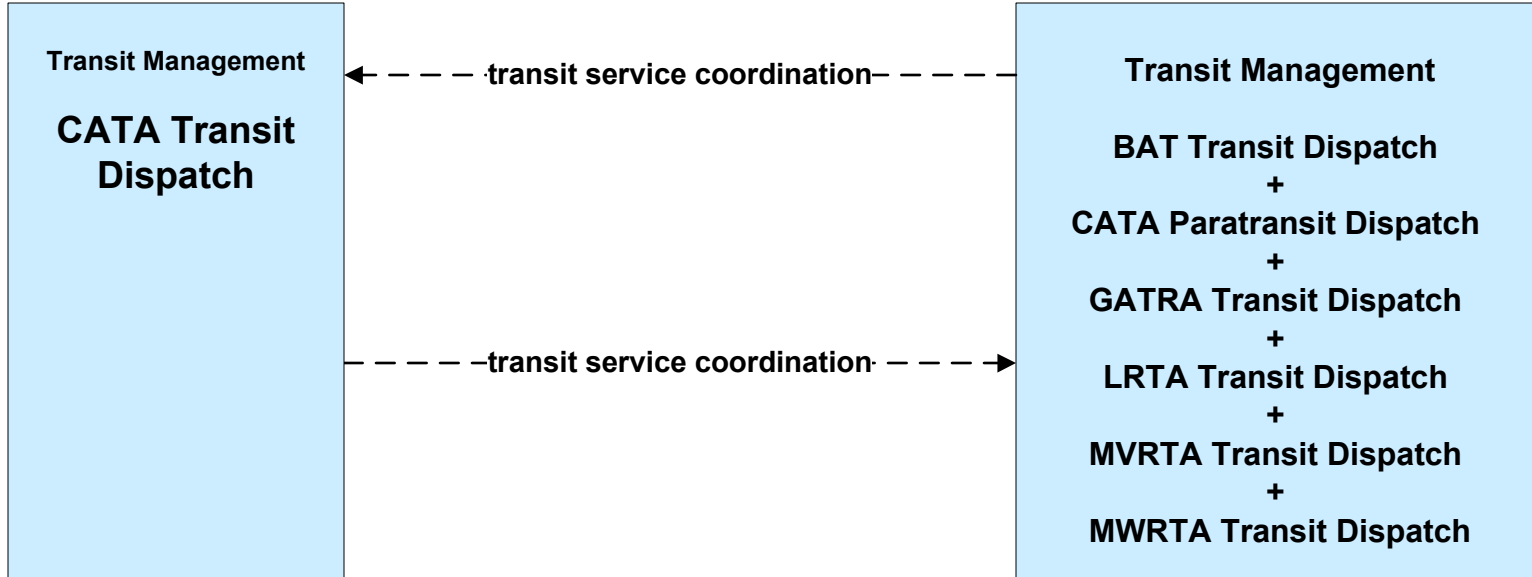 Transit Management
CATA Transit
Dispatch
transit service coordination
transit service coordination
Transit Management
BAT Transit Dispatch
+
CATA Paratransit Dispatch
+
GATRA Transit Dispatch
+
LRTA Transit Dispatch
+
MVRTA Transit Dispatch
+
MWRTA Transit Dispatch